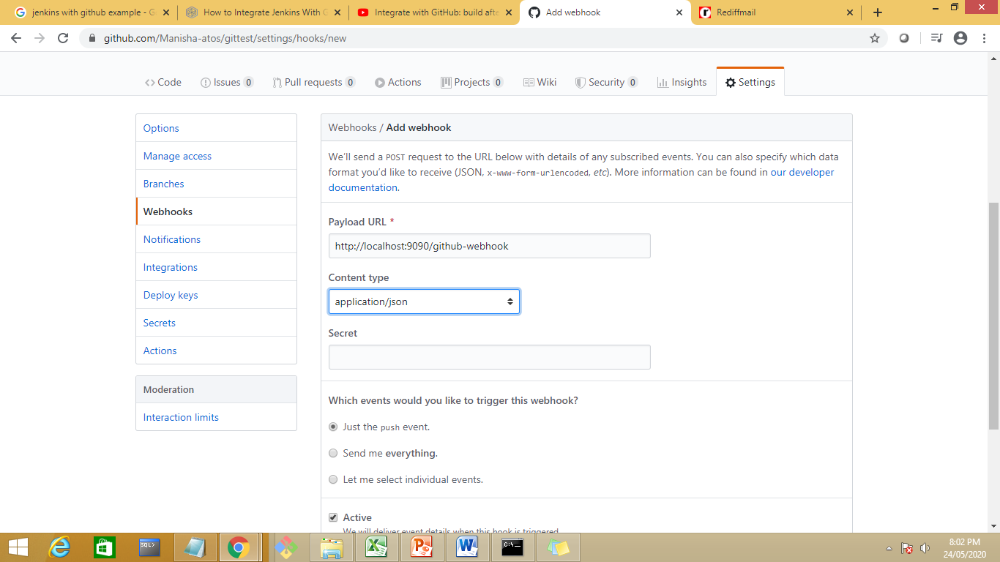 jenkins with github example - G
How to Integrate Jenkins With G
Integrate with GitHub: build afte
Add webhook
Rediffmail
github.com/Manisha-atos/gittest/settings/hooks/new
Code
Issues 0
Pull requests 0
Actions
Projects 0
Wiki
Security 0
Insights
Settings
Options
Manage access
Branches
Webhooks
Notifications
Integrations
Deploy keys
Secrets
Actions
Moderation
Interaction limits
Webhooks / Add webhook
We'll send a POST request to the URL below with details of any subscribed events. You can also specify which data
format you'd like to receive (JSON, x-www-form-urlencoded, etc). More information can be found in our developer
documentation.
Payload URL *
http://localhost:9090/github-webhook
Content type
application/json
Secret
Which events would you like to trigger this webhook?
Just the push event.
Send me everything.
Let me select individual events.
Active
We will deliver event details when this hook is triggered.
SQL>
C:\
8:02 PM
24/05/2020